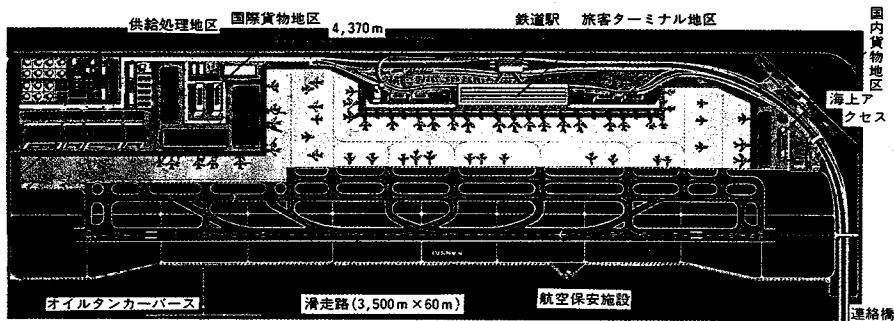 供給処理地区
国際貨物地区
4,370m
鉄道駅
旅客ターミナル地区
国内貨物地区
海上ア
クセス
オイルタンカーバース
滑走路(3,500m×60m)
航空保安施設
連絡橋